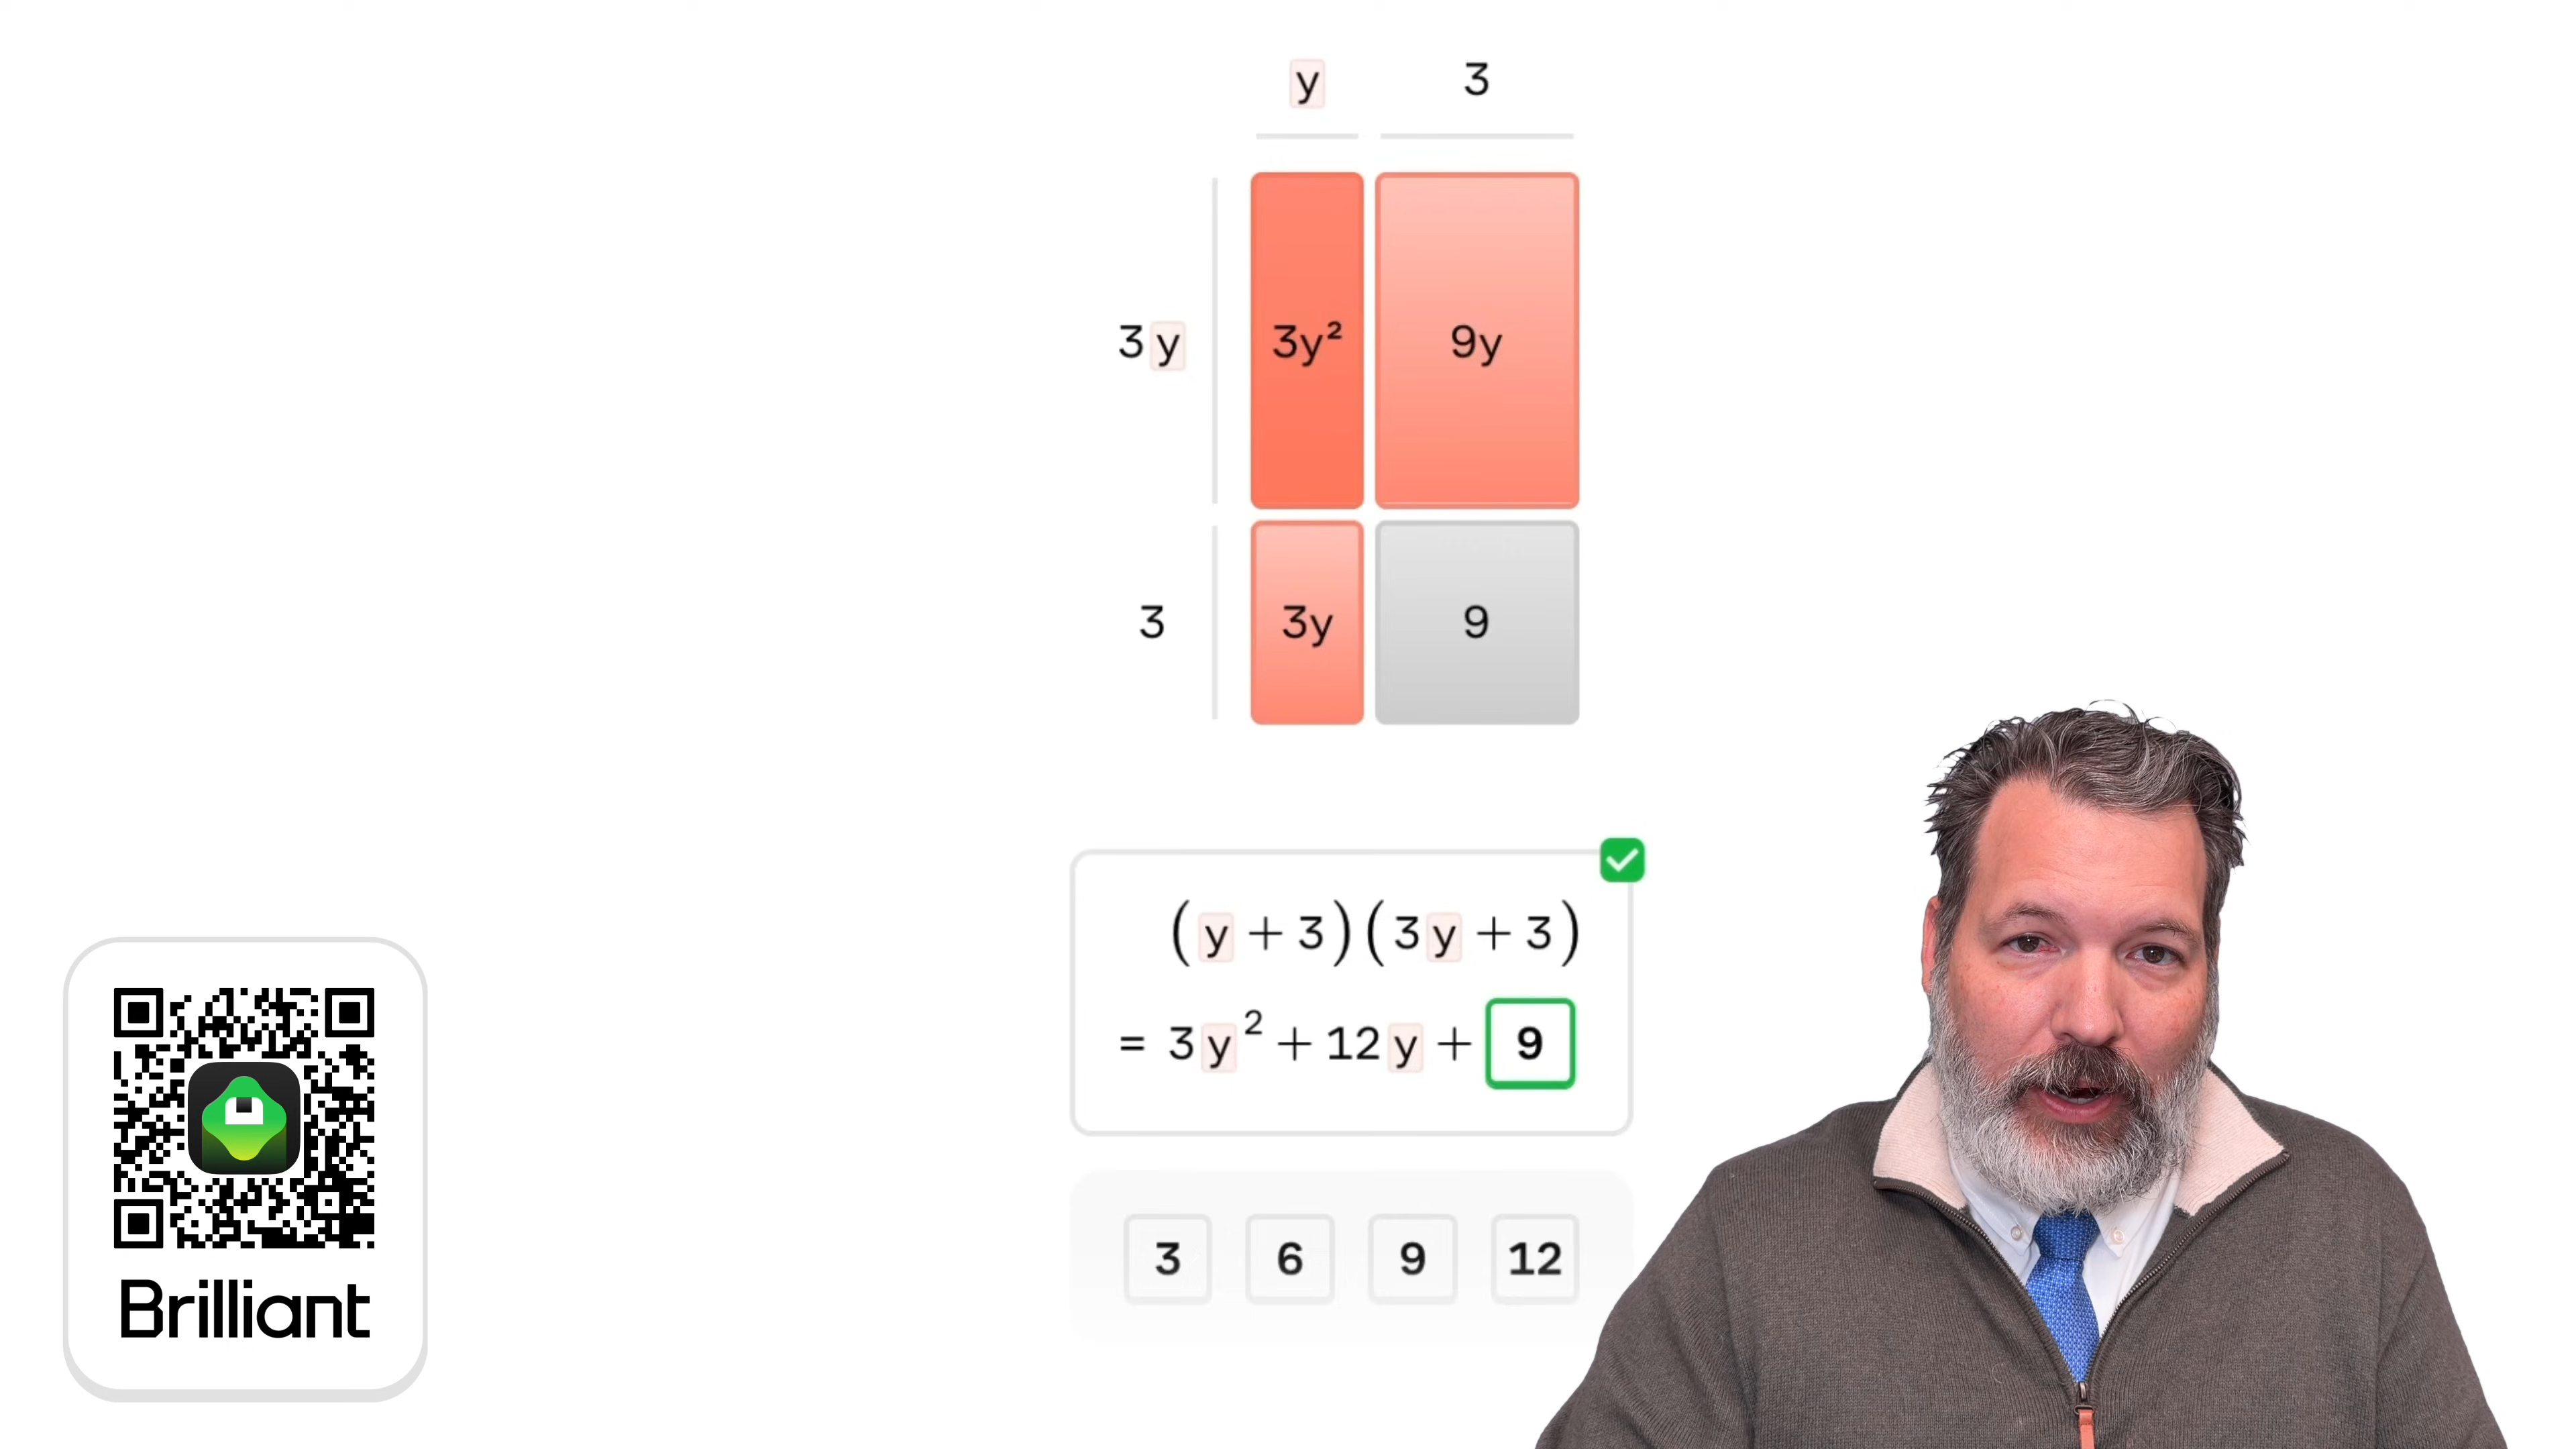 y 3
3y 3y² 9y
3 3y 9
(y + 3)(3y + 3)
= 3y² + 12y + 9
3 6 9 12
Brilliant